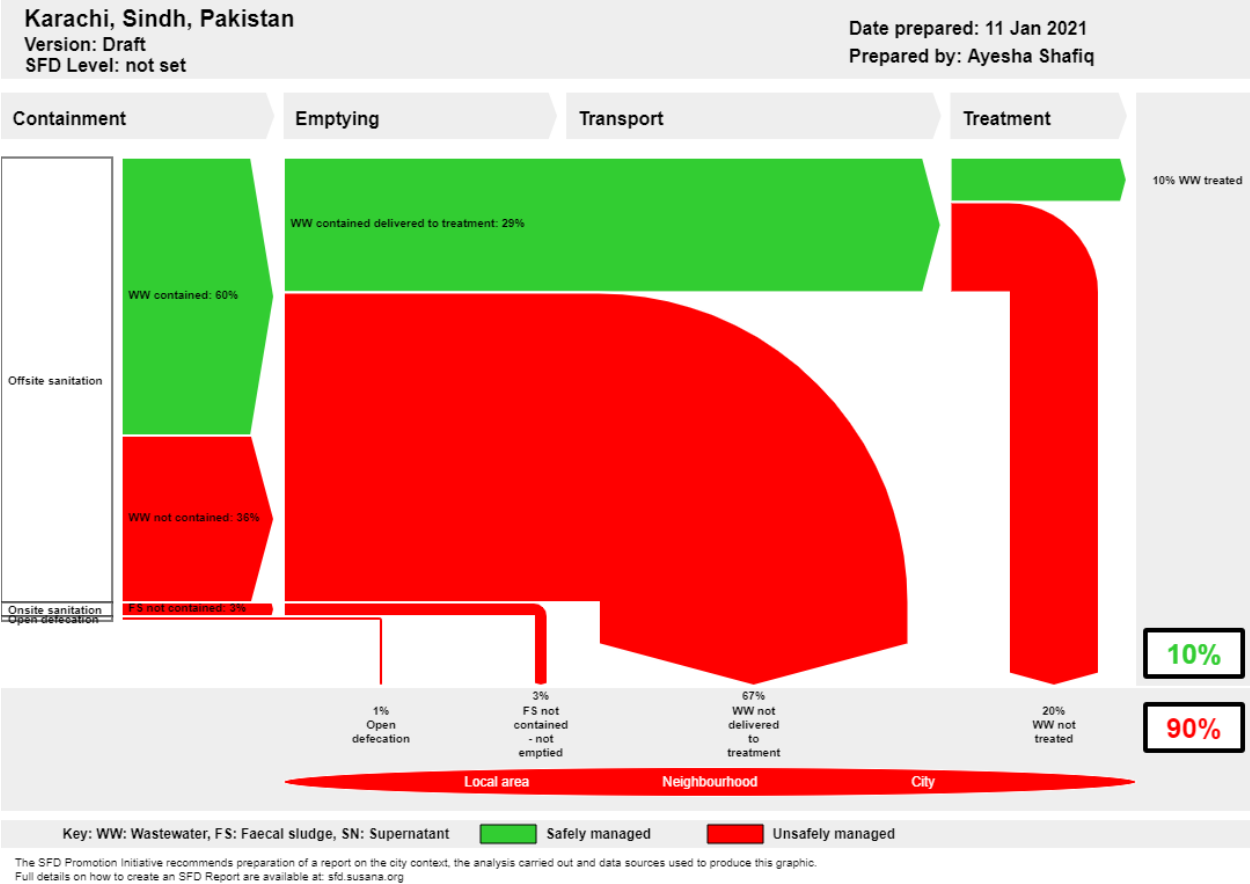 Karachi, Sindh, Pakistan
Version: Draft
SFD Level: not set
Date prepared: 11 Jan 2021
Prepared by: Ayesha Shafiq
Containment
Emptying
Transport
Treatment
10% WW treated
WW contained delivered to treatment: 29%
WW contained: 60%
Offsite sanitation
WW not contained: 36%
Onsite sanitation
FS not contained: 3%
Open defecation
10%
1%
Open
defecation
3%
FS not
contained
- not
emptied
67%
WW not
delivered
to
treatment
20%
WW not
treated
90%
Local area
Neighbourhood
City
Key: WW: Wastewater, FS: Faecal sludge, SN: Supernatant
Safely managed
Unsafely managed
The SFD Promotion Initiative recommends preparation of a report on the city context, the analysis carried out and data sources used to produce this graphic.
Full details on how to create an SFD Report are available at: sfd.susana.org